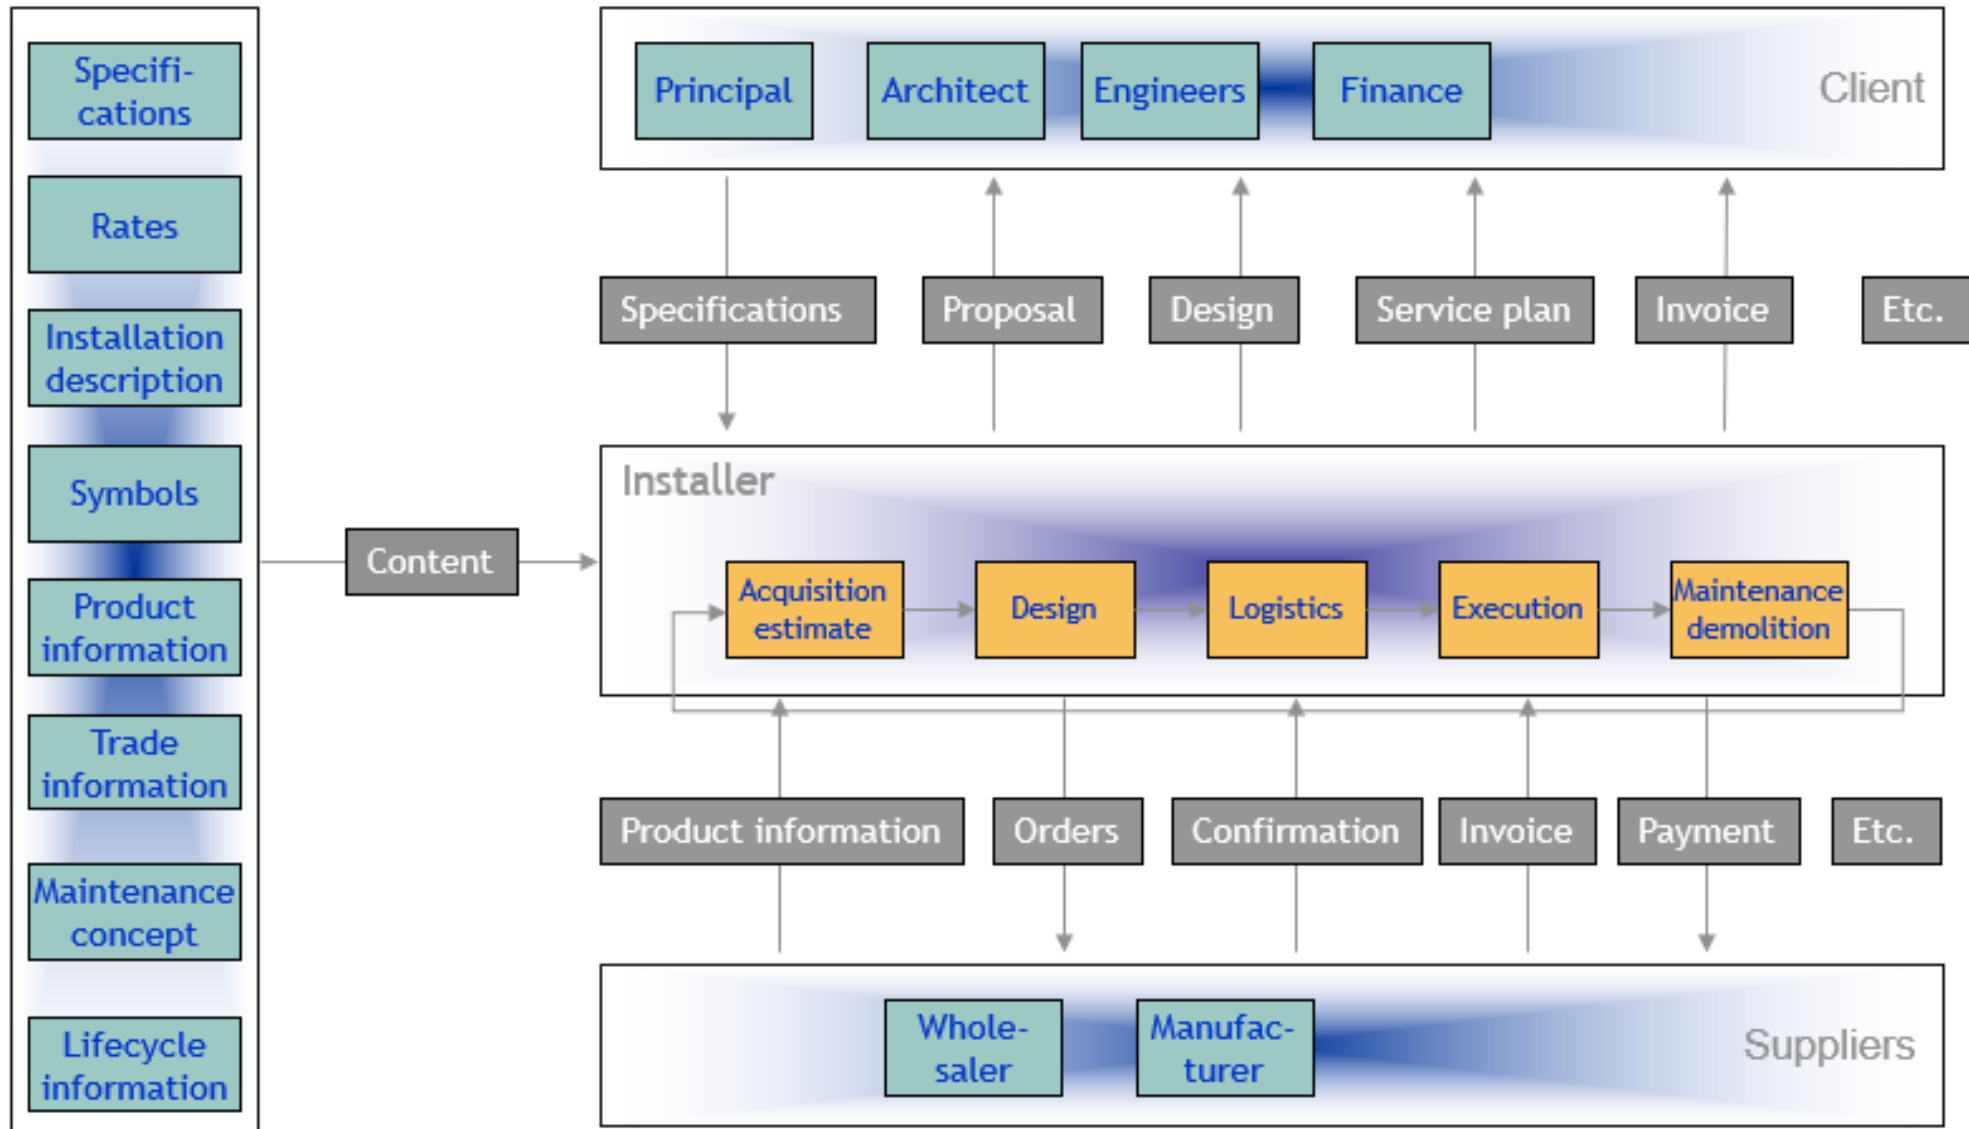 Specifi-
cations
Rates
Installation
description
Symbols
Product
information
Trade
information
Maintenance
concept
Lifecycle
information
Content
Principal
Architect
Engineers
Finance
Client
Specifications
Proposal
Design
Service plan
Invoice
Etc.
Installer
Acquisition
estimate
Design
Logistics
Execution
Maintenance
demolition
Product information
Orders
Confirmation
Invoice
Payment
Etc.
Whole-
saler
Manufac-
turer
Suppliers